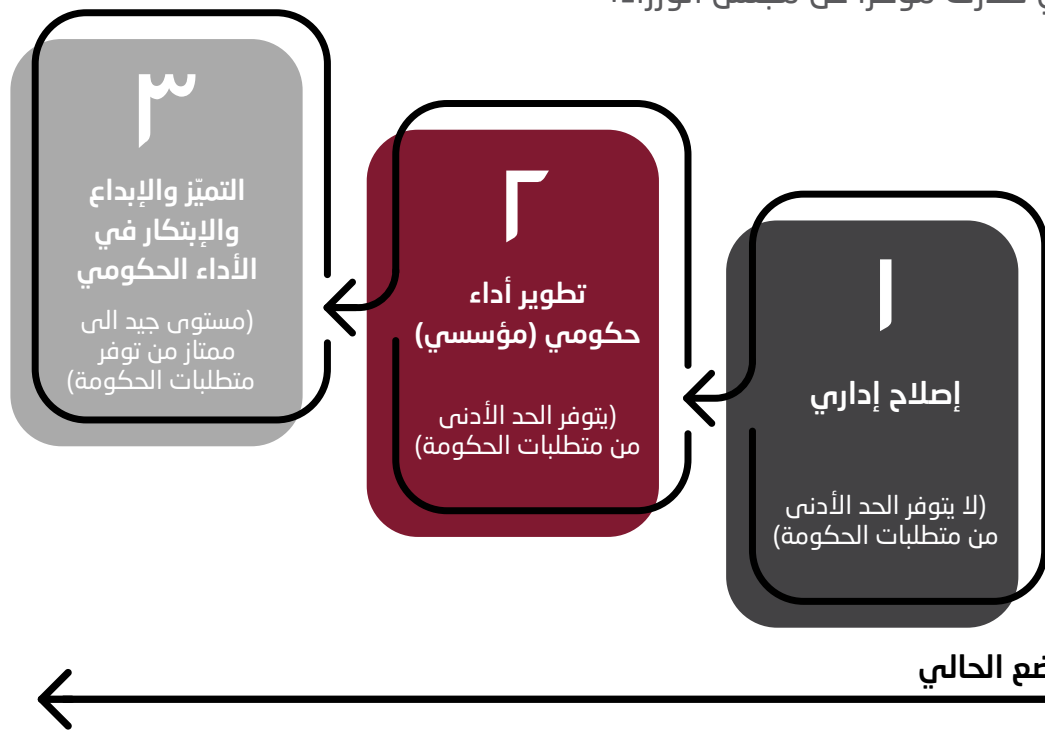 ١
إصلاح إداري
(لا يتوفر الحد الأدنى
من متطلبات الحكومة)
٢
تطوير أداء
حكومي (مؤسسي)
(يتوفر الحد الأدنى
من متطلبات الحكومة)
٣
التميّز والإبداع
والإبتكار في
الأداء الحكومي
(مستوى جيد الى
ممتاز من توفر
متطلبات الحكومة)
الحالي